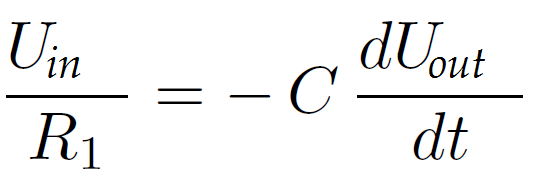 U_in / R_1 = − C dU_out / dt